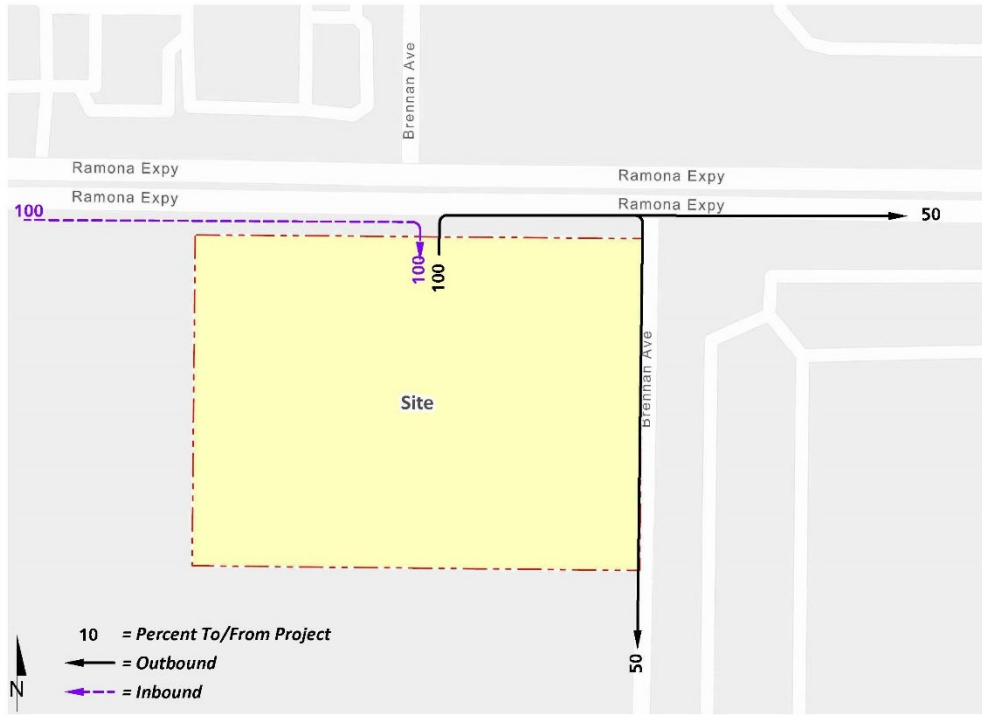 Brennan Ave
Ramona Expy
Ramona Expy
Ramona Expy
Ramona Expy
100
50
100
100
Brennan Ave
Site
10 = Percent To/From Project
= Outbound
= Inbound
N
50